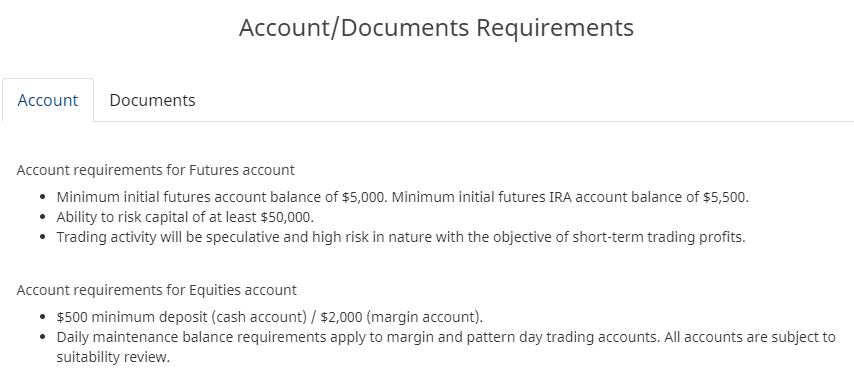 Account/Documents Requirements
Account
Documents
Account requirements for Futures account
• Minimum initial futures account balance of $5,000. Minimum initial futures IRA account balance of $5,500.
• Ability to risk capital of at least $50,000.
• Trading activity will be speculative and high risk in nature with the objective of short-term trading profits.
Account requirements for Equities account
• $500 minimum deposit (cash account) / $2,000 (margin account).
• Daily maintenance balance requirements apply to margin and pattern day trading accounts. All accounts are subject to
suitability review.